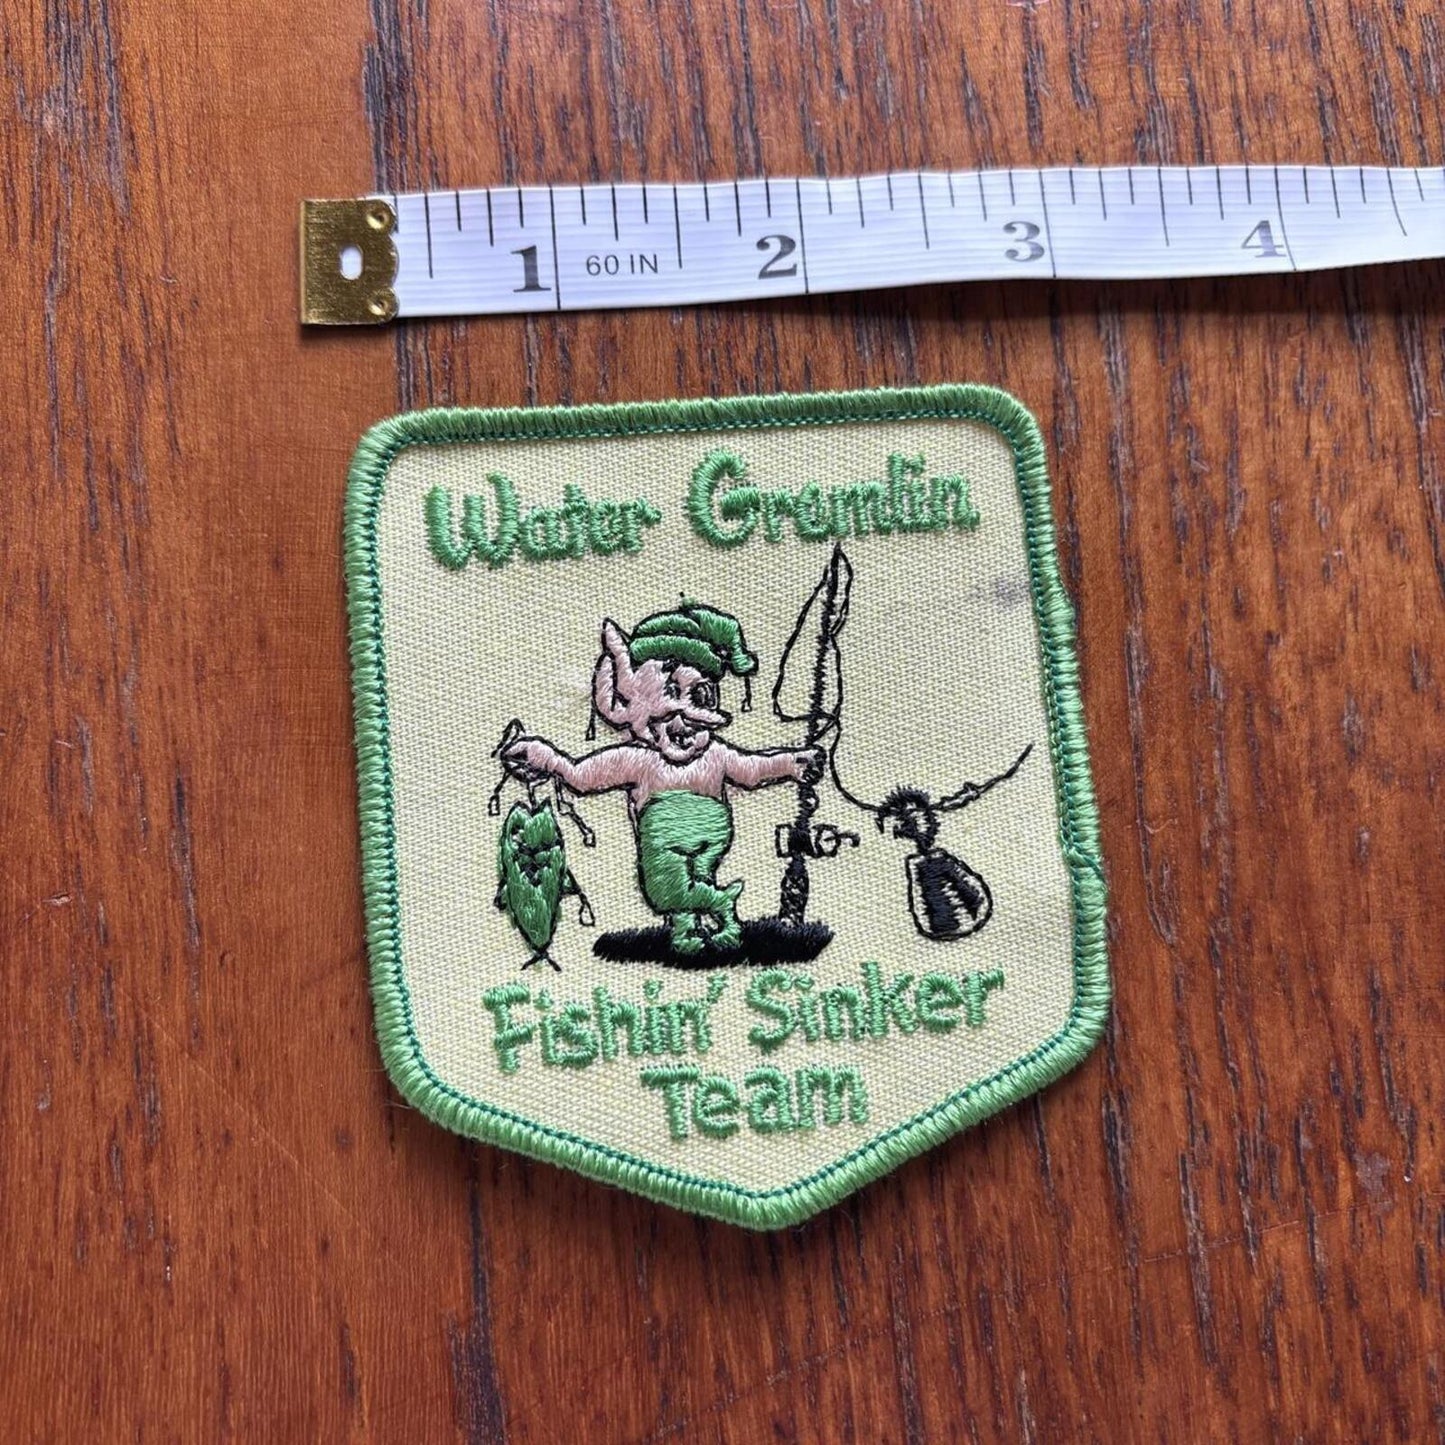 1 60 IN 2 3 4
Water Gremlin
Fishin' Sinker
Team